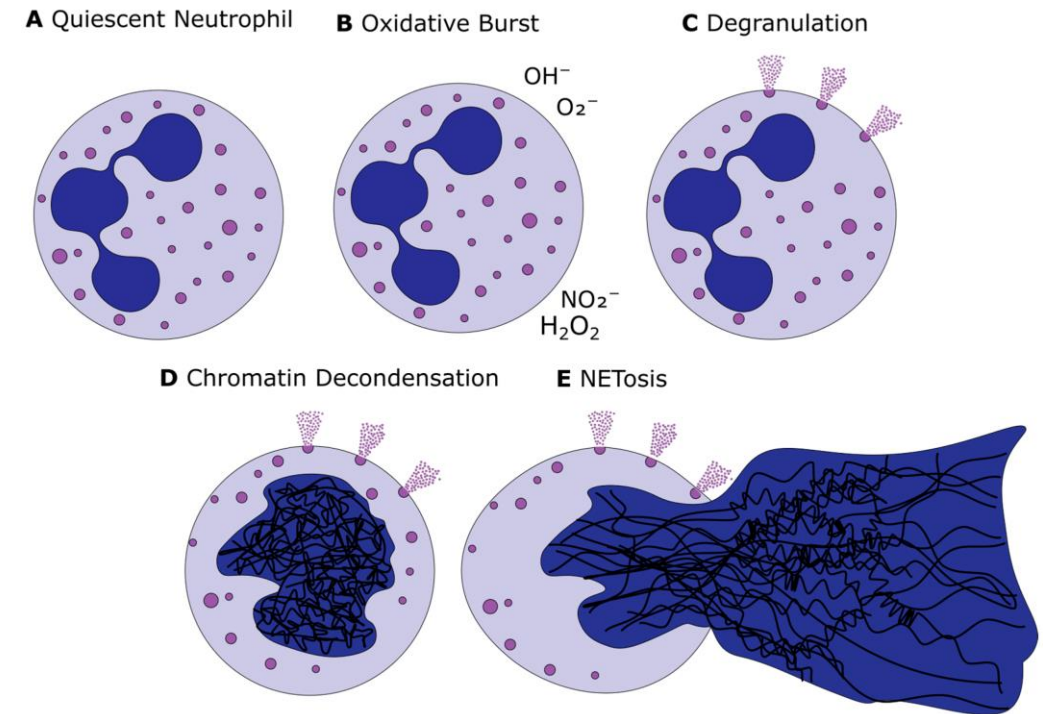 A Quiescent Neutrophil
B Oxidative Burst
C Degranulation
OH⁻
O₂⁻
NO₂⁻
H₂O₂
D Chromatin Decondensation
E NETosis